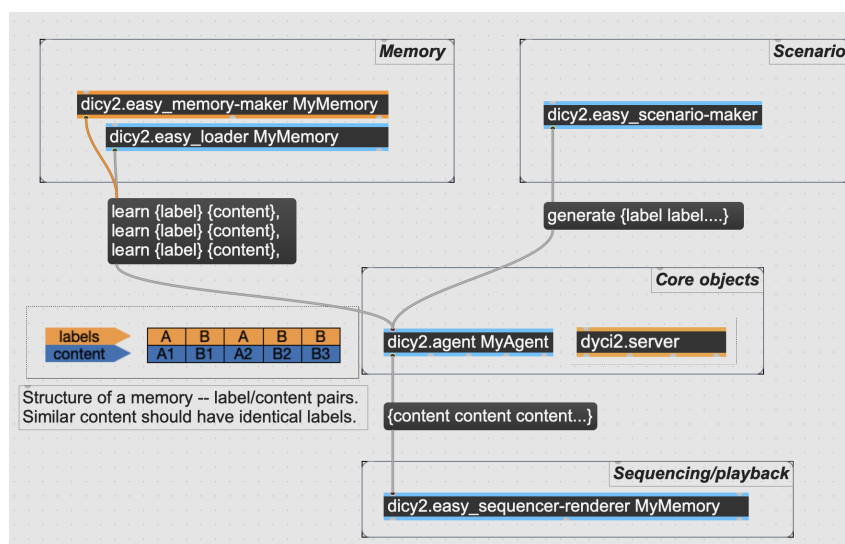 Memory
dicy2.easy_memory-maker MyMemory
dicy2.easy_loader MyMemory
learn {label} {content},
learn {label} {content},
learn {label} {content},
Scenario
dicy2.easy_scenario-maker
generate {label label....}
Core objects
dicy2.agent MyAgent
dyci2.server
labels A B A B B
content A1 B1 A2 B2 B3
Structure of a memory -- label/content pairs.
Similar content should have identical labels.
{content content content...}
Sequencing/playback
dicy2.easy_sequencer-renderer MyMemory